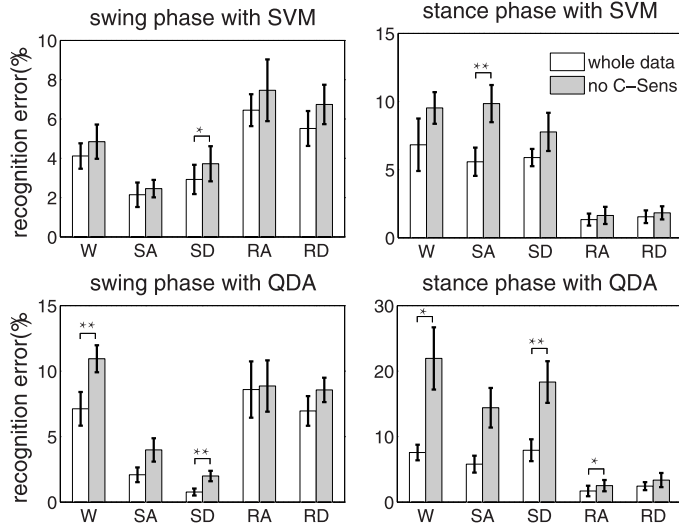 swing phase with SVM
stance phase with SVM
recognition error(%
10
8
6
4
2
0
*
W SA SD RA RD
15
10
5
0
**
whole data
no C-Sens
W SA SD RA RD
swing phase with QDA
stance phase with QDA
recognition error(%
15
10
5
0
**
**
W SA SD RA RD
30
20
10
0
*
**
*
W SA SD RA RD